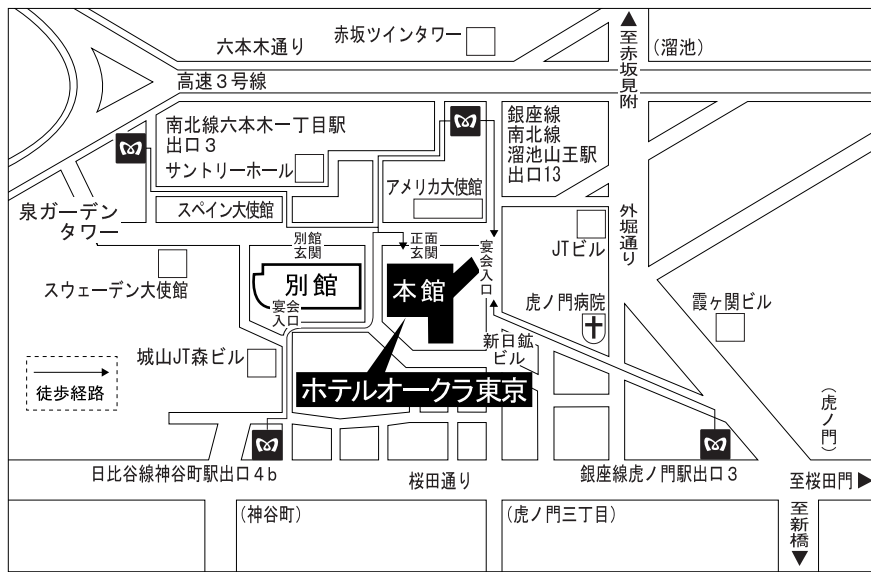 六本木通り
赤坂ツインタワー
至赤坂見附
(溜池)
高速3号線
南北線六本木一丁目駅
出口3
サントリーホール
銀座線
南北線
溜池山王駅
出口13
アメリカ大使館
泉ガーデン
タワー
スペイン大使館
外堀通り
別館
玄関
正面
玄関
宴会入口
JTビル
スウェーデン大使館
別館
宴会
入口
本館
虎ノ門病院
霞ヶ関ビル
新日鉱
ビル
城山JT森ビル
徒歩経路
ホテルオークラ東京
(虎ノ門)
日比谷線神谷町駅出口4b
桜田通り
銀座線虎ノ門駅出口3
至桜田門
(神谷町)
(虎ノ門三丁目)
至新橋